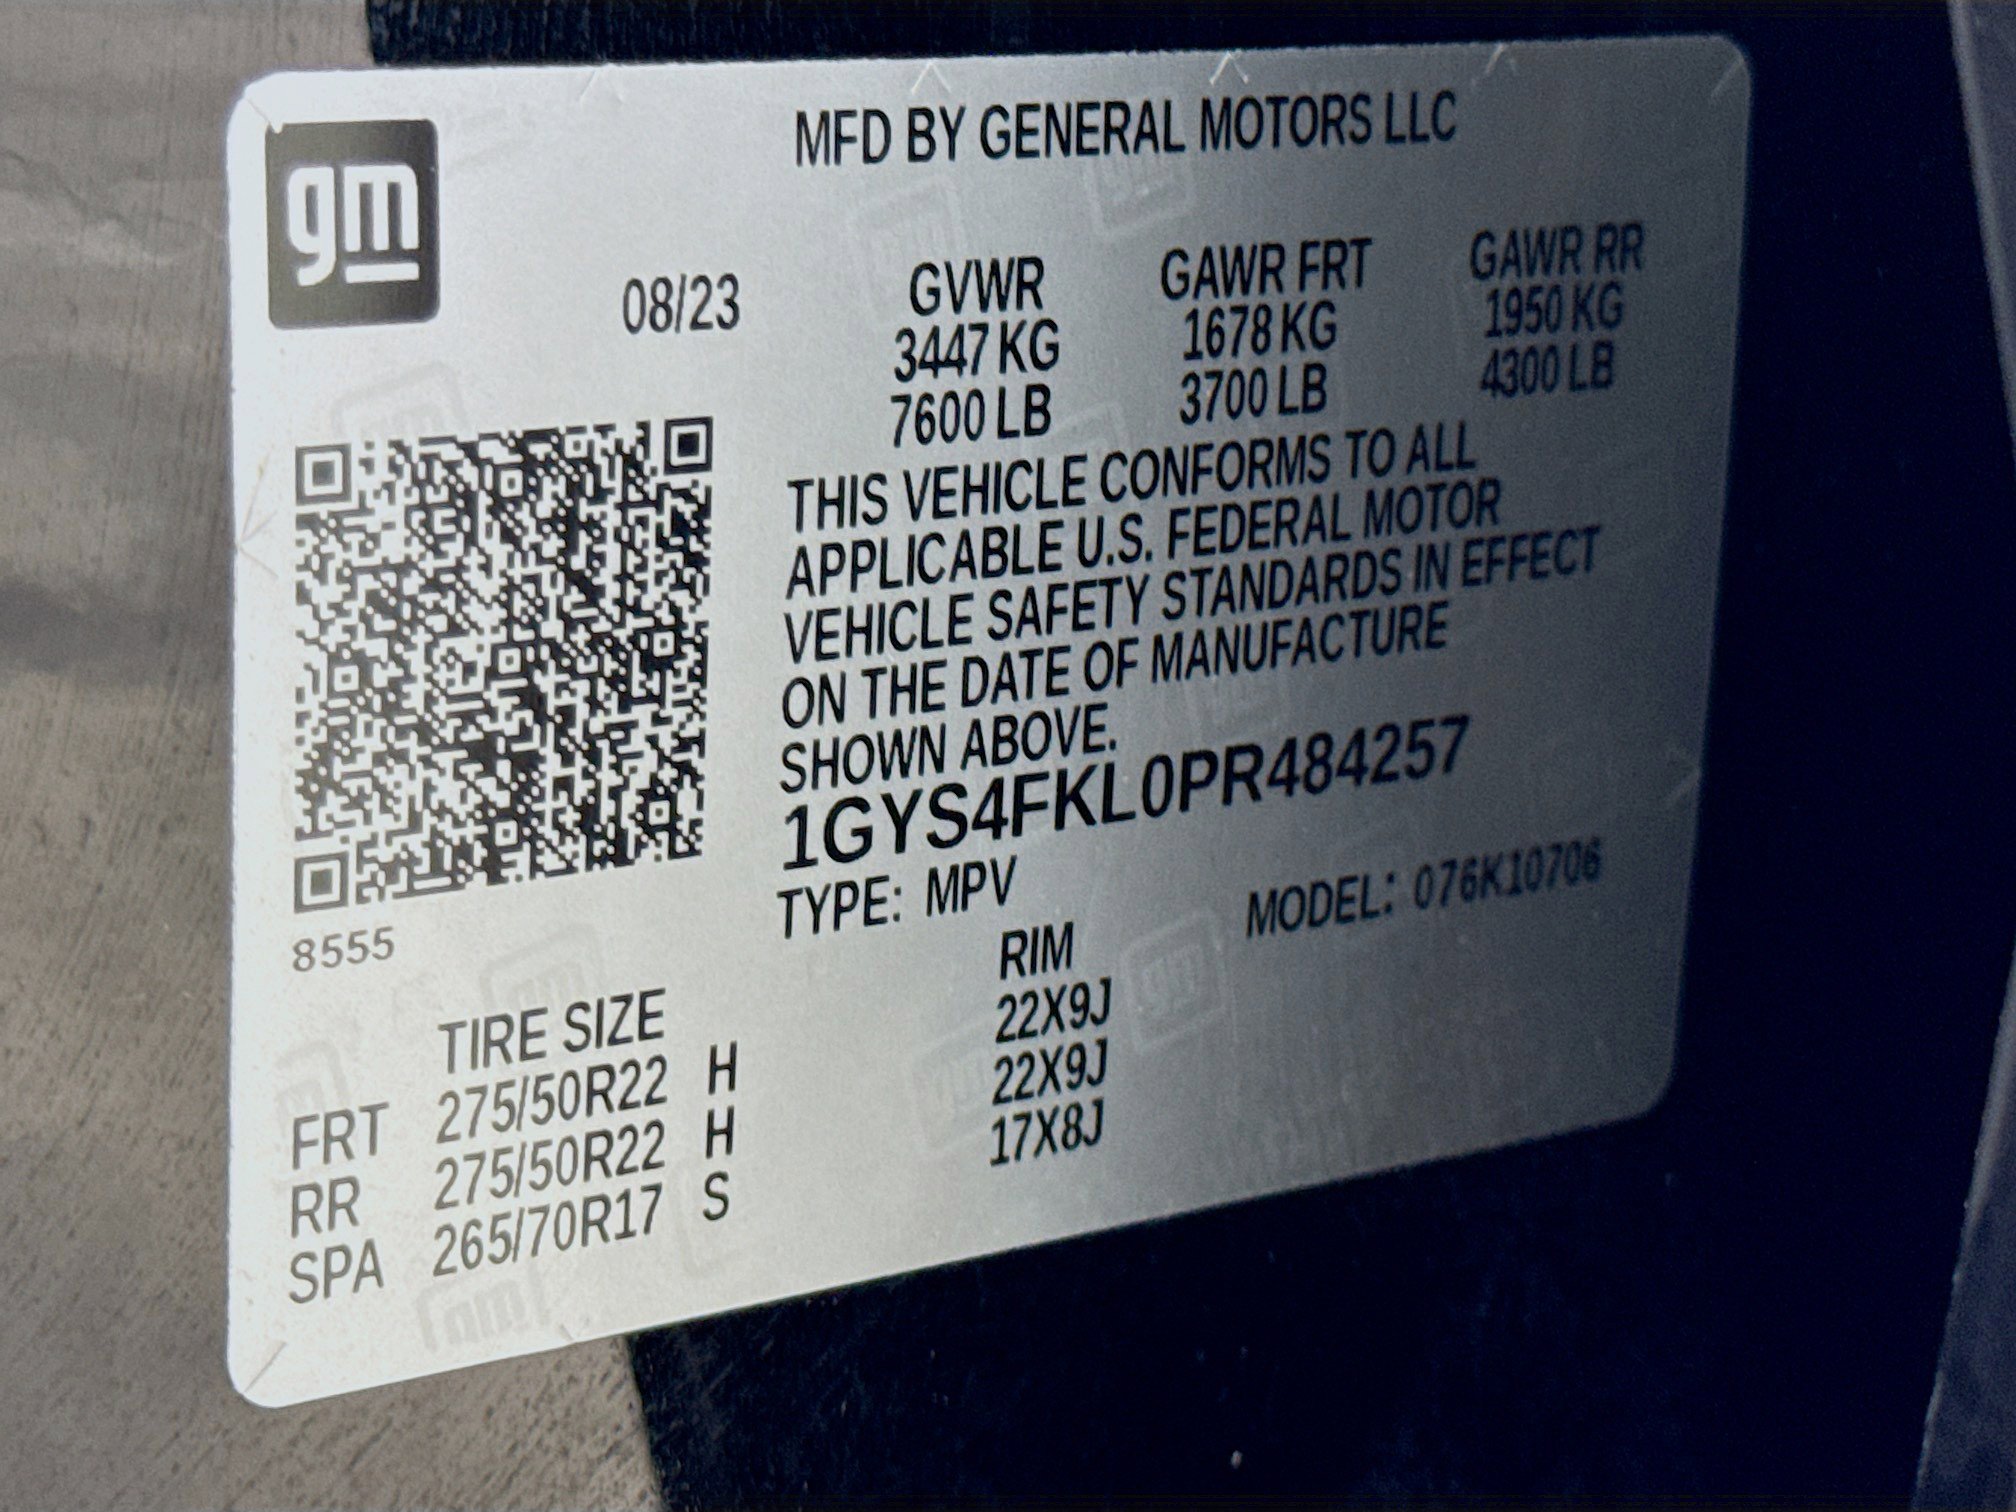 gm
MFD BY GENERAL MOTORS LLC
08/23
GVWR GAWR FRT GAWR RR
3447 KG 1678 KG 1950 KG
7600 LB 3700 LB 4300 LB
THIS VEHICLE CONFORMS TO ALL
APPLICABLE U.S. FEDERAL MOTOR
VEHICLE SAFETY STANDARDS IN EFFECT
ON THE DATE OF MANUFACTURE
SHOWN ABOVE.
1GYS4FKL0PR484257
TYPE: MPV MODEL: 076K10706
8555
TIRE SIZE RIM
FRT 275/50R22 H 22X9J
RR 275/50R22 H 22X9J
SPA 265/70R17 S 17X8J